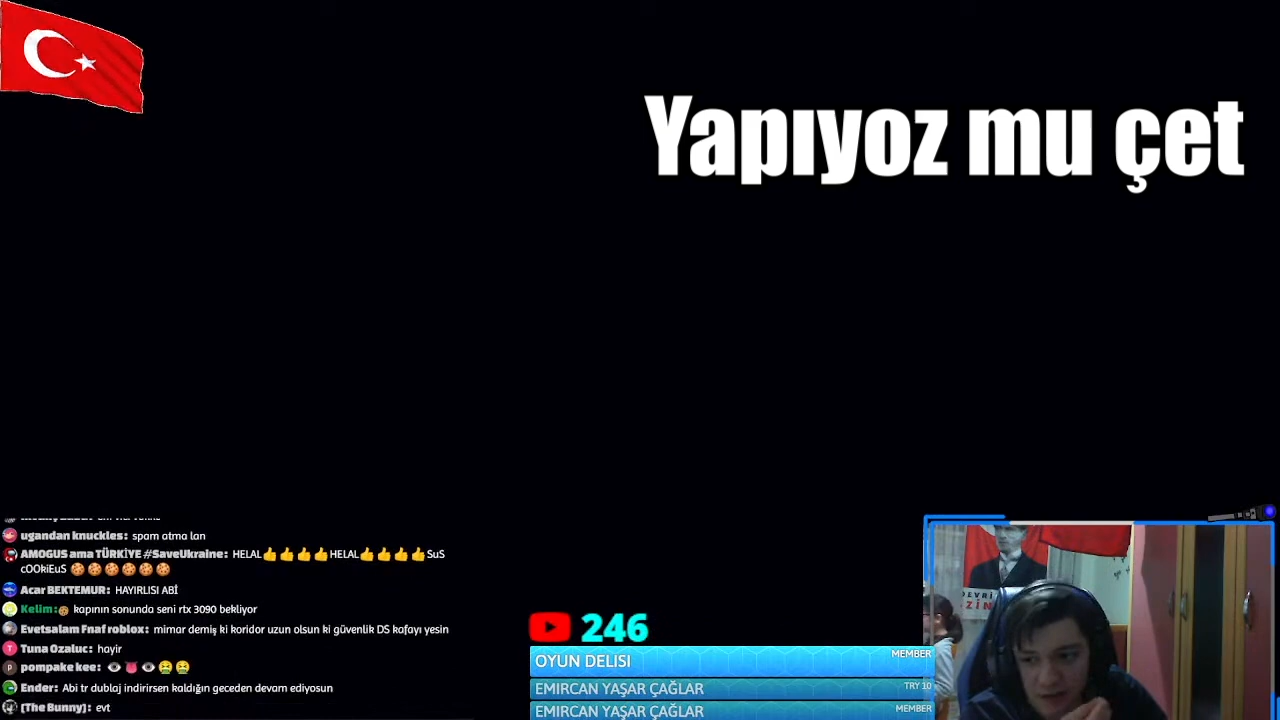 Yapıyoz mu çet
ugandan knuckles: spam atma lan
AMOGUS ama TÜRKİYE #SaveUkraine: HELAL👍👍👍👍HELAL👍👍👍👍SuS
cOOkiEuS 🍪🍪🍪🍪🍪🍪
Acar BEKTEMUR: HAYIRLISI ABİ
Kelim: kapının sonunda seni rtx 3090 bekliyor
Evetsalam Fnaf roblox: mimar demiş ki koridor uzun olsun ki güvenlik DS kafayı yesin
Tuna Ozaluc: hayir
pompake kee: 👁👅👁🤮🤮
Ender: Abi tr dublaj indirirsen kaldığın geceden devam ediyosun
[The Bunny]: evt
246
OYUN DELISI MEMBER
EMIRCAN YAŞAR ÇAĞLAR TRY 10
EMIRCAN YAŞAR ÇAĞLAR MEMBER